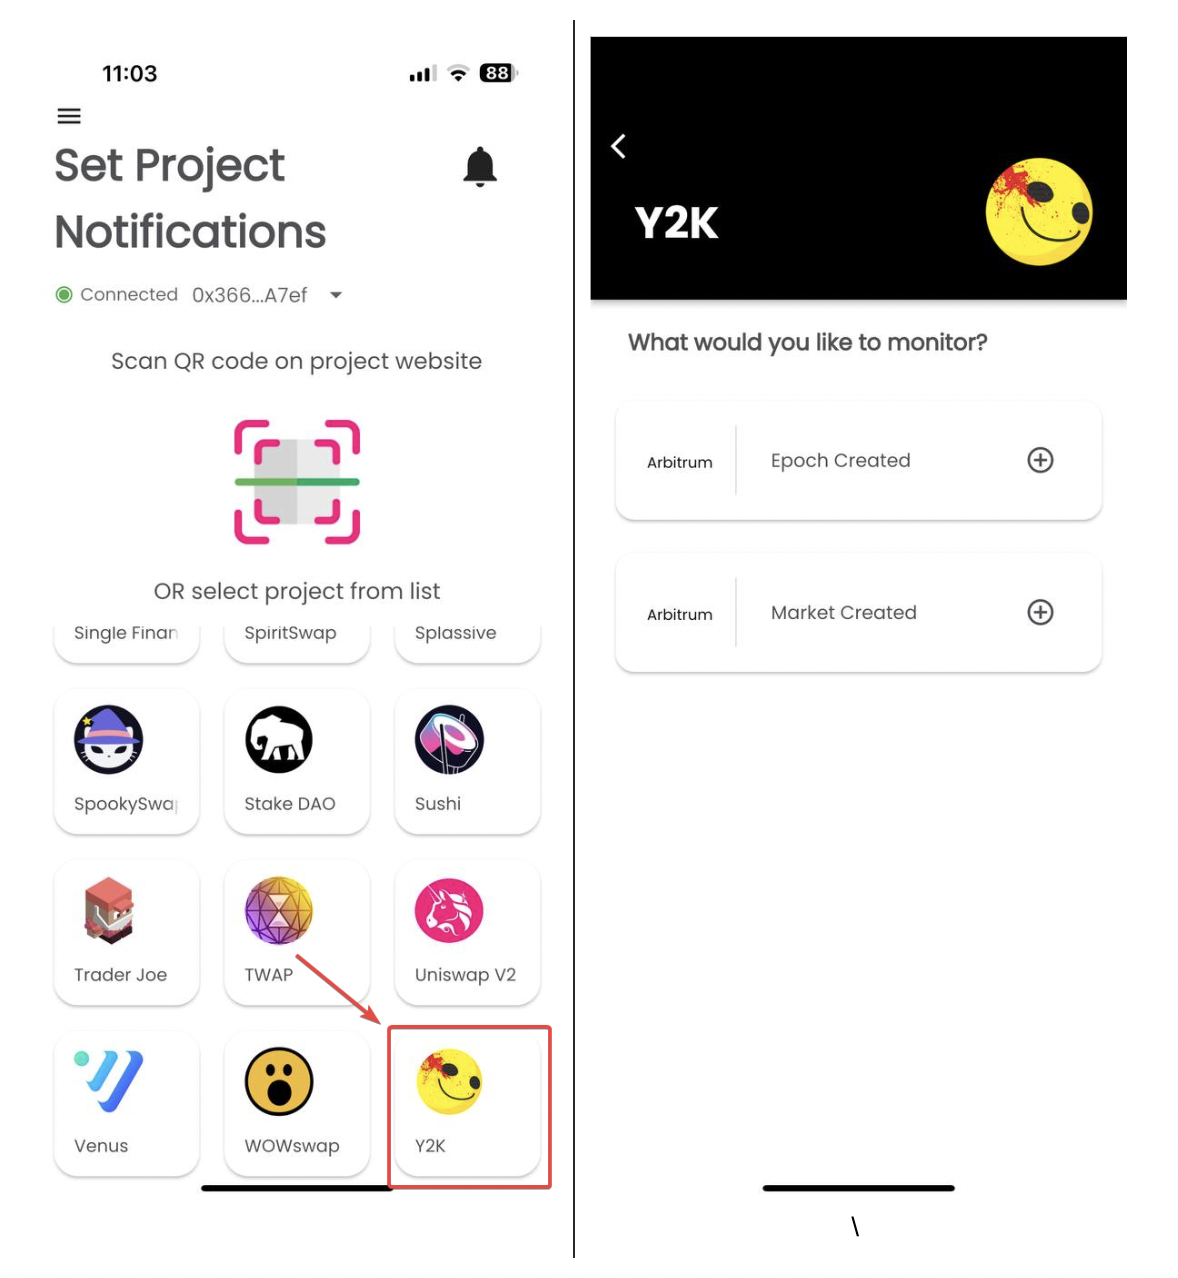 11:03
88
Set Project
Notifications
Connected 0x366...A7ef
Scan QR code on project website
OR select project from list
Single Finan
SpiritSwap
Splassive
SpookySwap
Stake DAO
Sushi
Trader Joe
TWAP
Uniswap V2
Venus
WOWswap
Y2K
Y2K
What would you like to monitor?
Arbitrum
Epoch Created
Arbitrum
Market Created
\